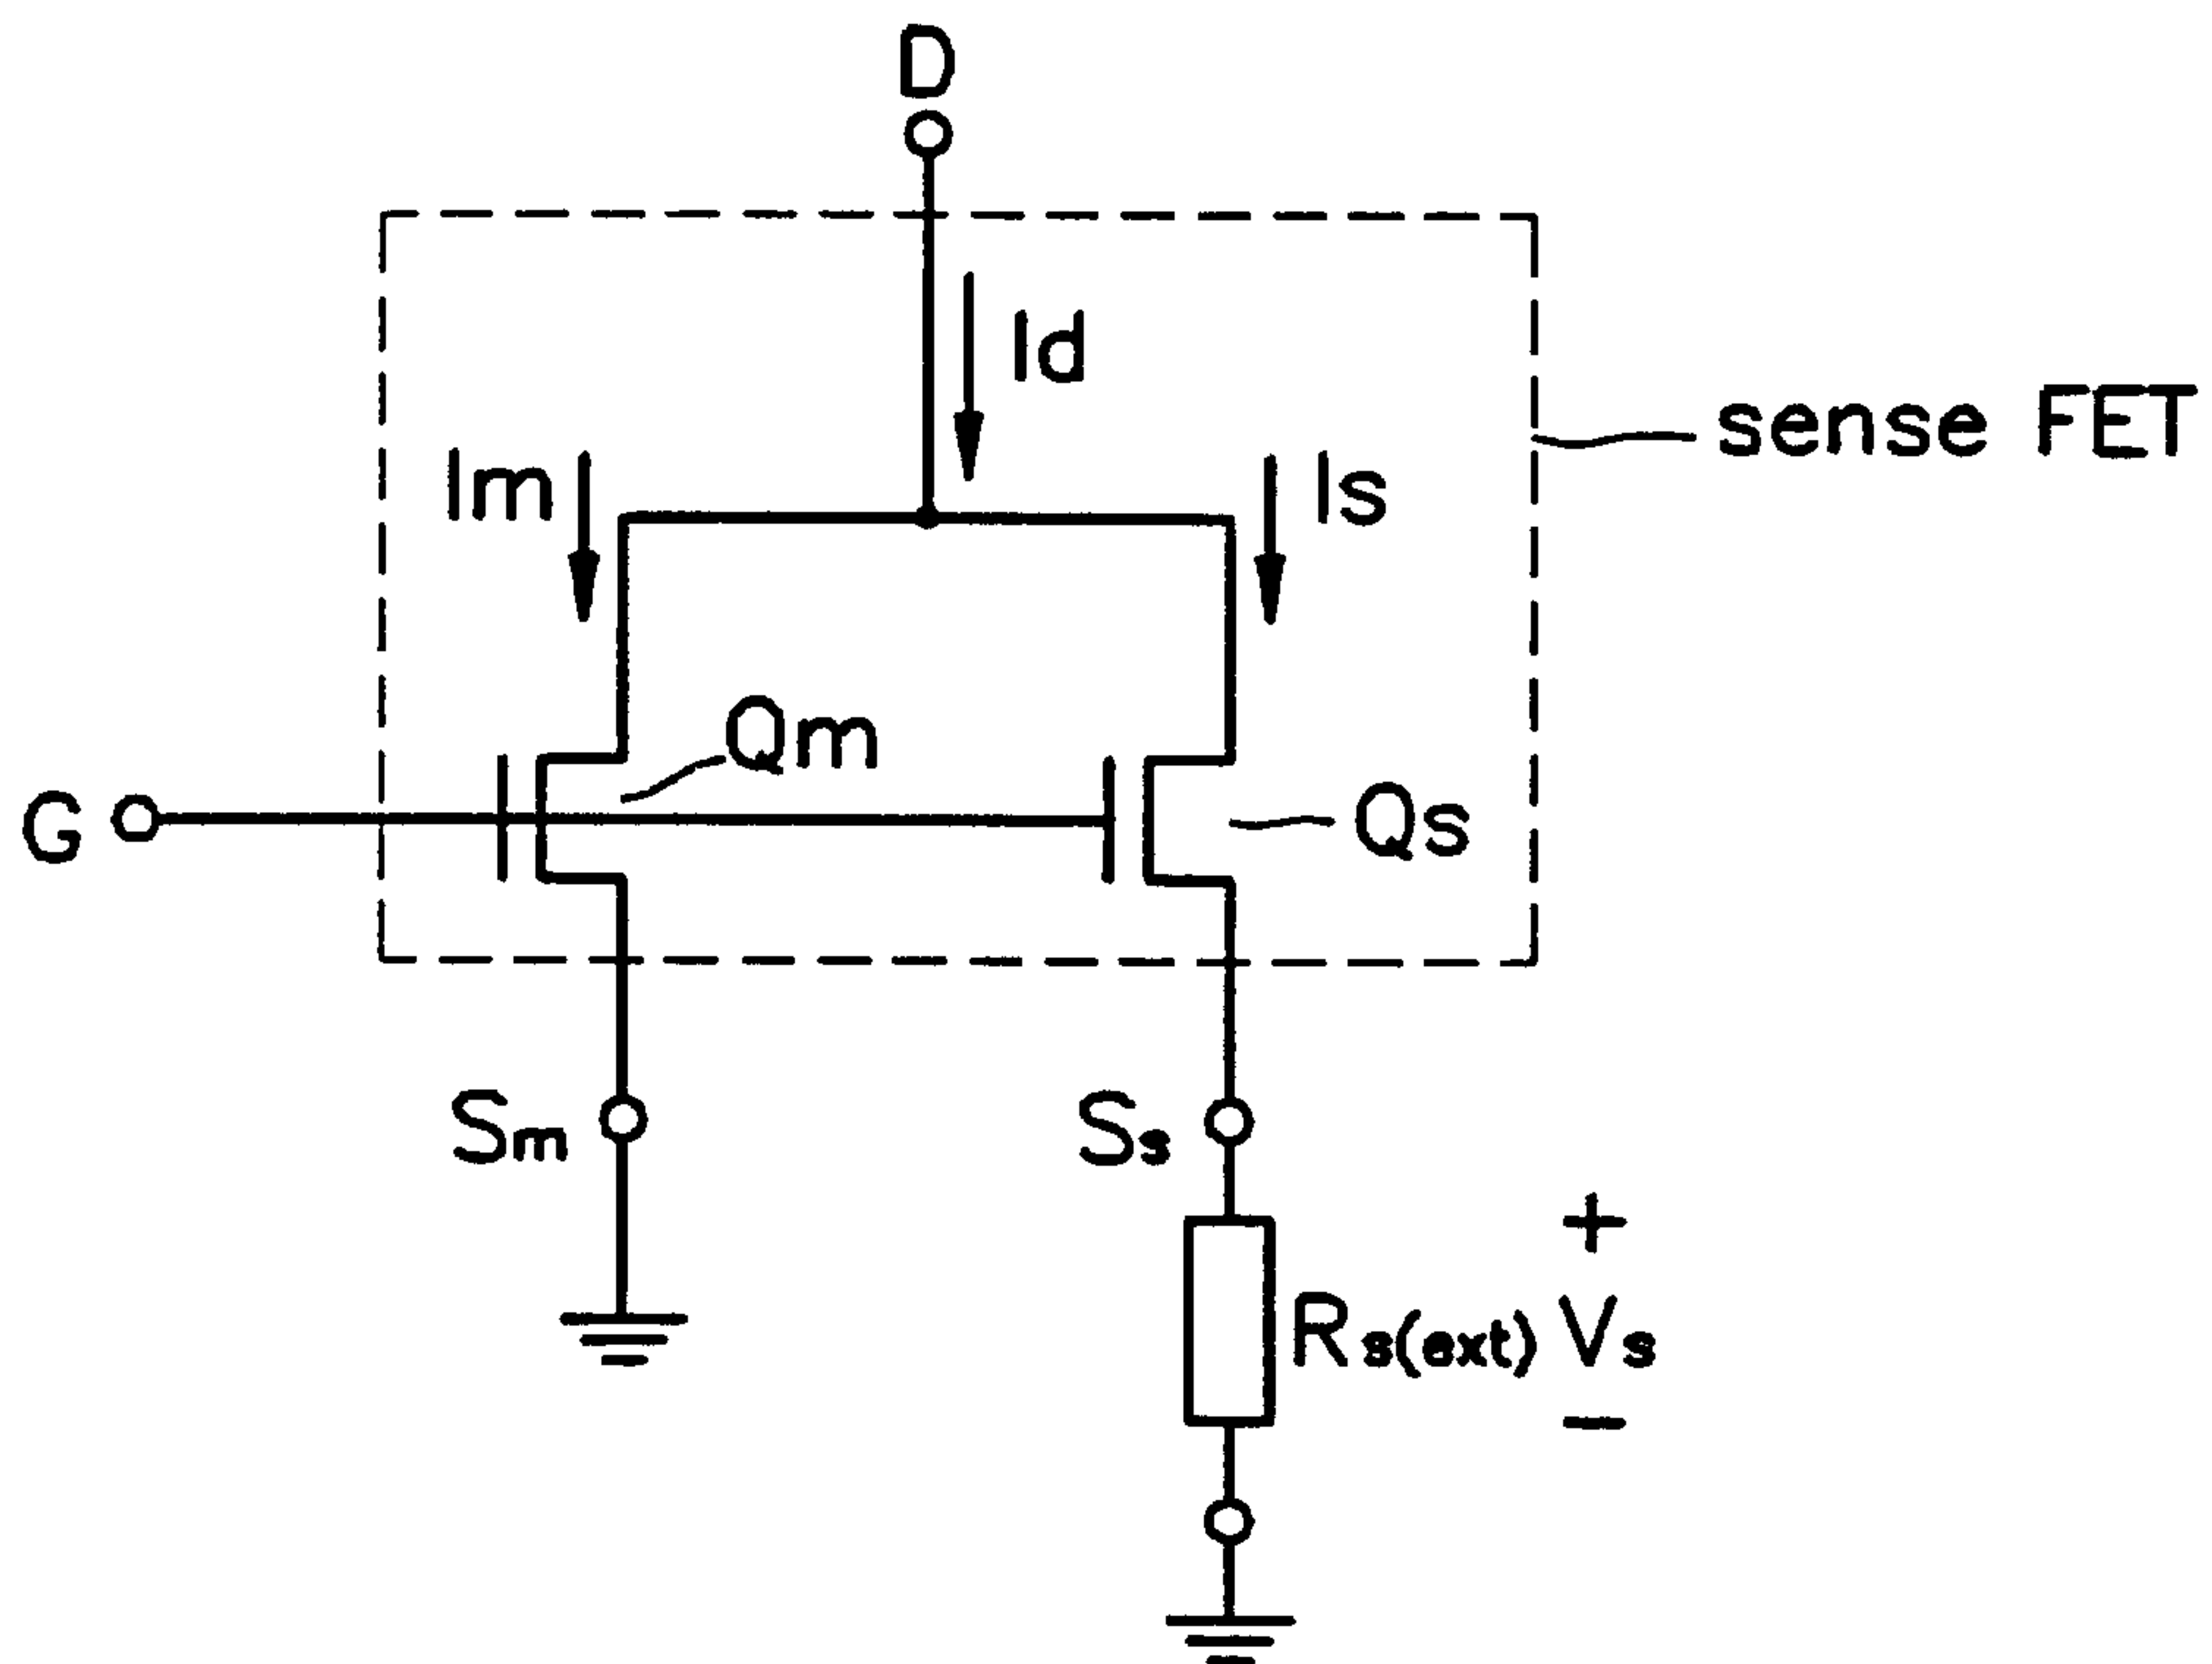 D
Id
sense FET
Im
Is
Qm
G
Qs
Sm
Ss
+
Rs(ext) Vs
−